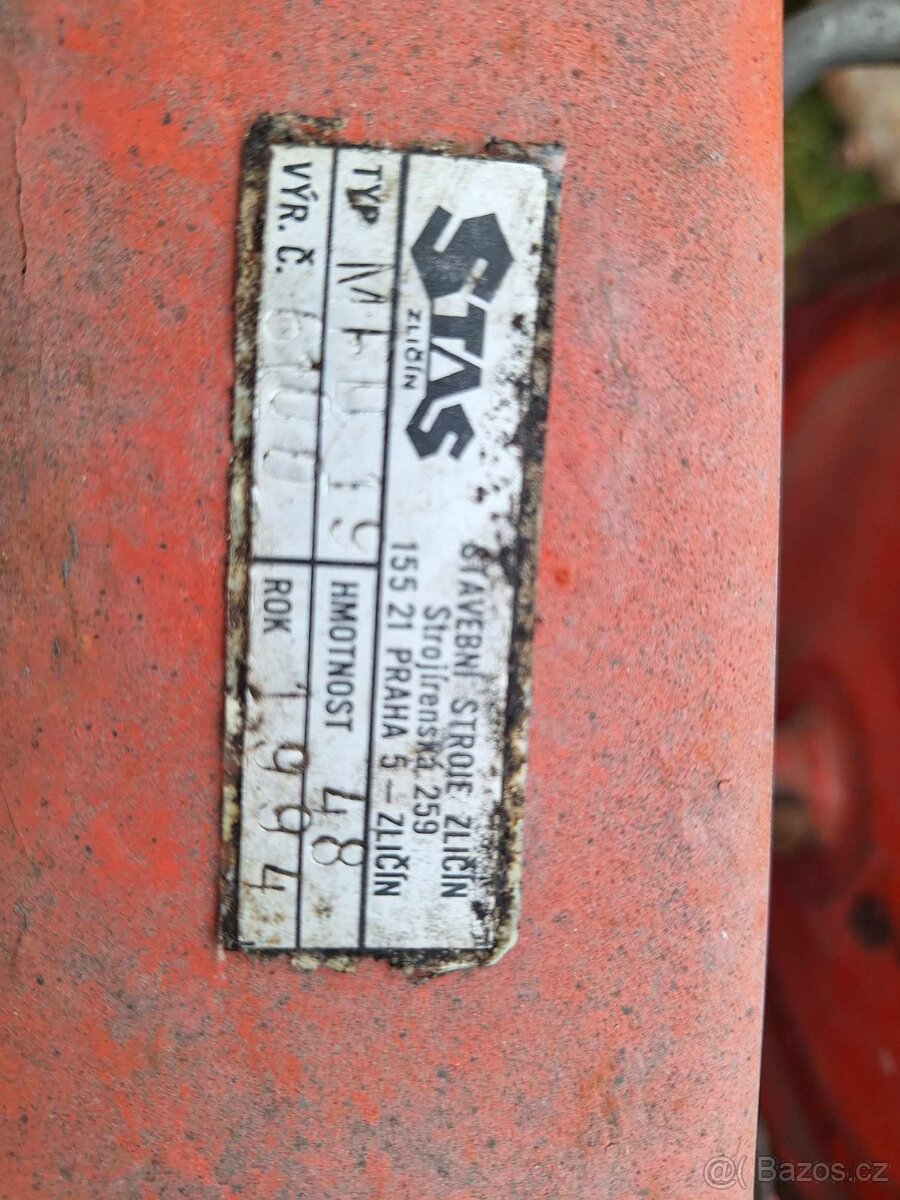 STAS
ZLIČÍN
STAVEBNÍ STROJE ZLIČÍN
Strojírenská 259
155 21 PRAHA 5 - ZLIČÍN
TYP
HMOTNOST 48
VÝR. Č.
ROK 1994
@ Bazos.cz